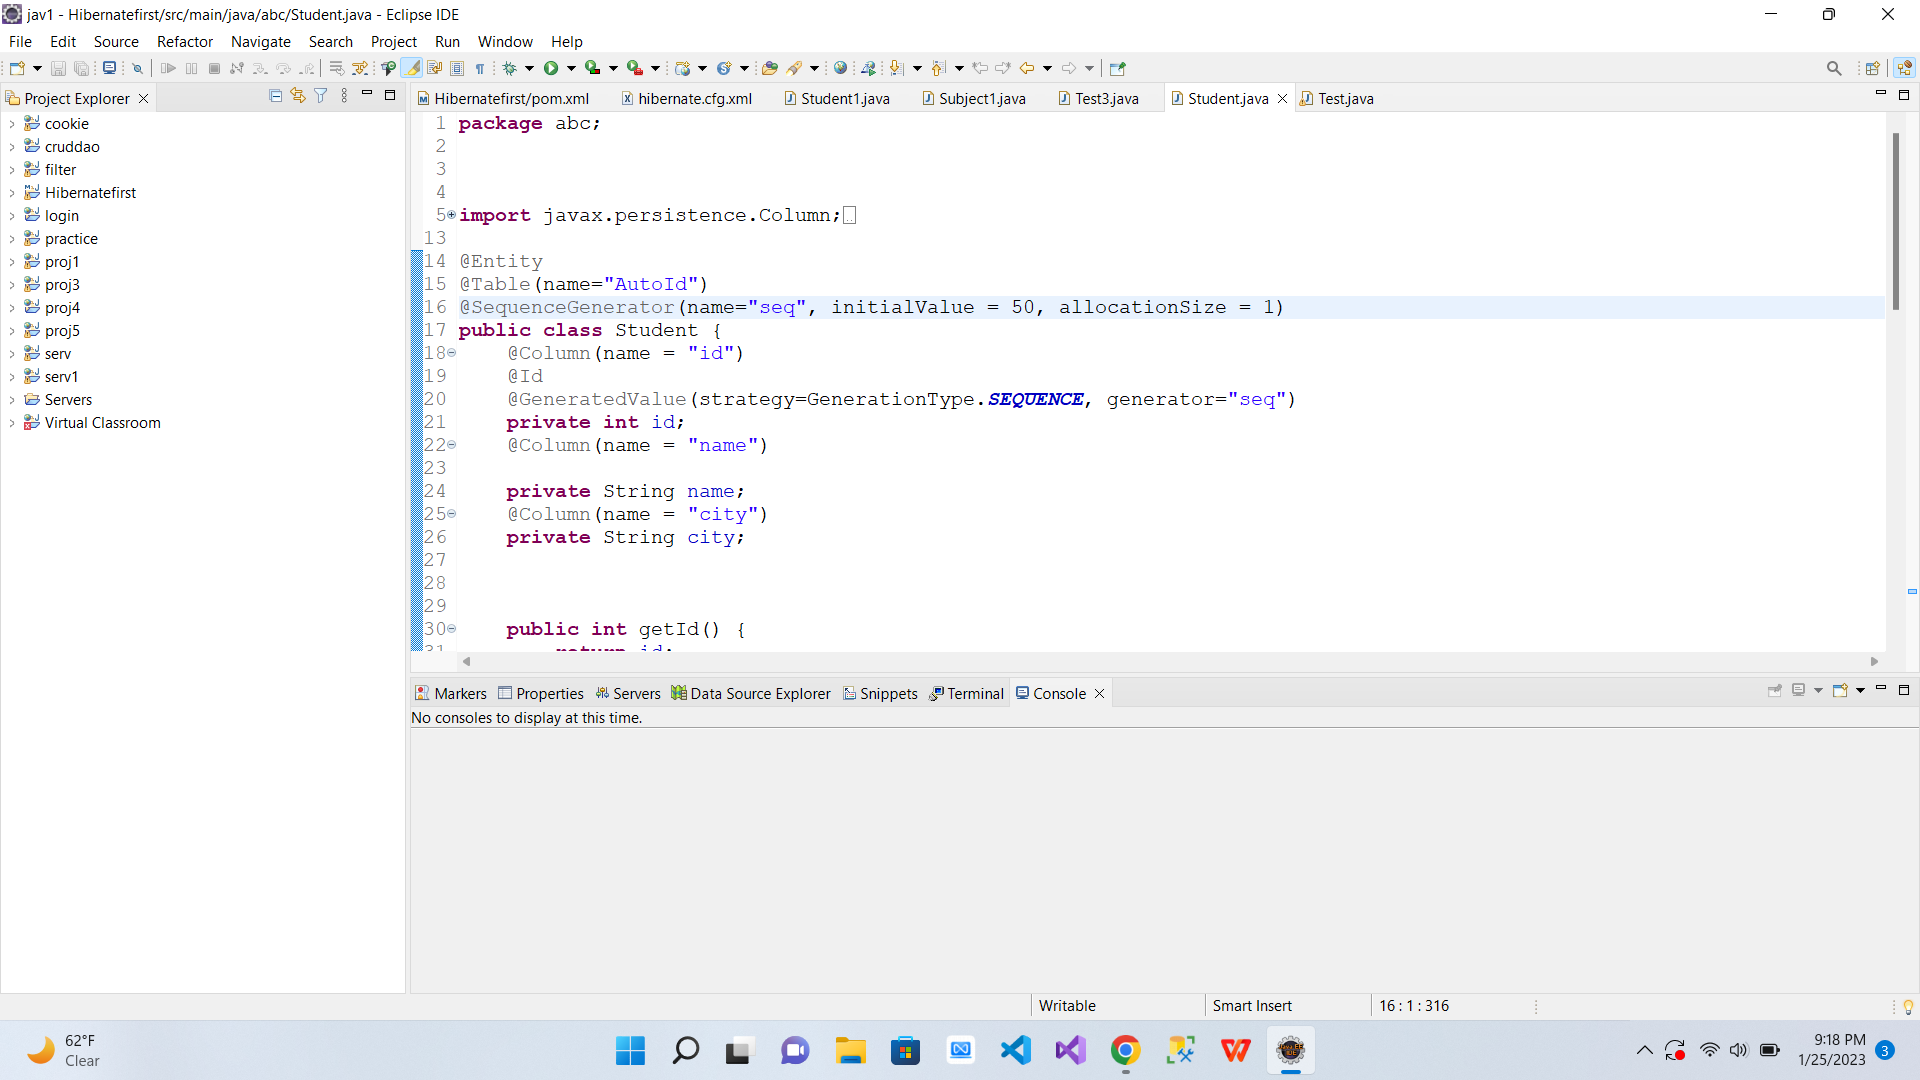 jav1 - Hibernatefirst/src/main/java/abc/Student.java - Eclipse IDE
File Edit Source Refactor Navigate Search Project Run Window Help
Project Explorer
cookie
cruddao
filter
Hibernatefirst
login
practice
proj1
proj3
proj4
proj5
serv
serv1
Servers
Virtual Classroom
Hibernatefirst/pom.xml hibernate.cfg.xml Student1.java Subject1.java Test3.java Student.java Test.java
1 package abc;
2
3
4
5 import javax.persistence.Column;
13
14 @Entity
15 @Table(name="AutoId")
16 @SequenceGenerator(name="seq", initialValue = 50, allocationSize = 1)
17 public class Student {
18 @Column(name = "id")
19 @Id
20 @GeneratedValue(strategy=GenerationType.SEQUENCE, generator="seq")
21 private int id;
22 @Column(name = "name")
23
24 private String name;
25 @Column(name = "city")
26 private String city;
27
28
29
30 public int getId() {
31 return id;
Markers Properties Servers Data Source Explorer Snippets Terminal Console
No consoles to display at this time.
Writable Smart Insert 16 : 1 : 316
62°F
Clear
9:18 PM
1/25/2023
3